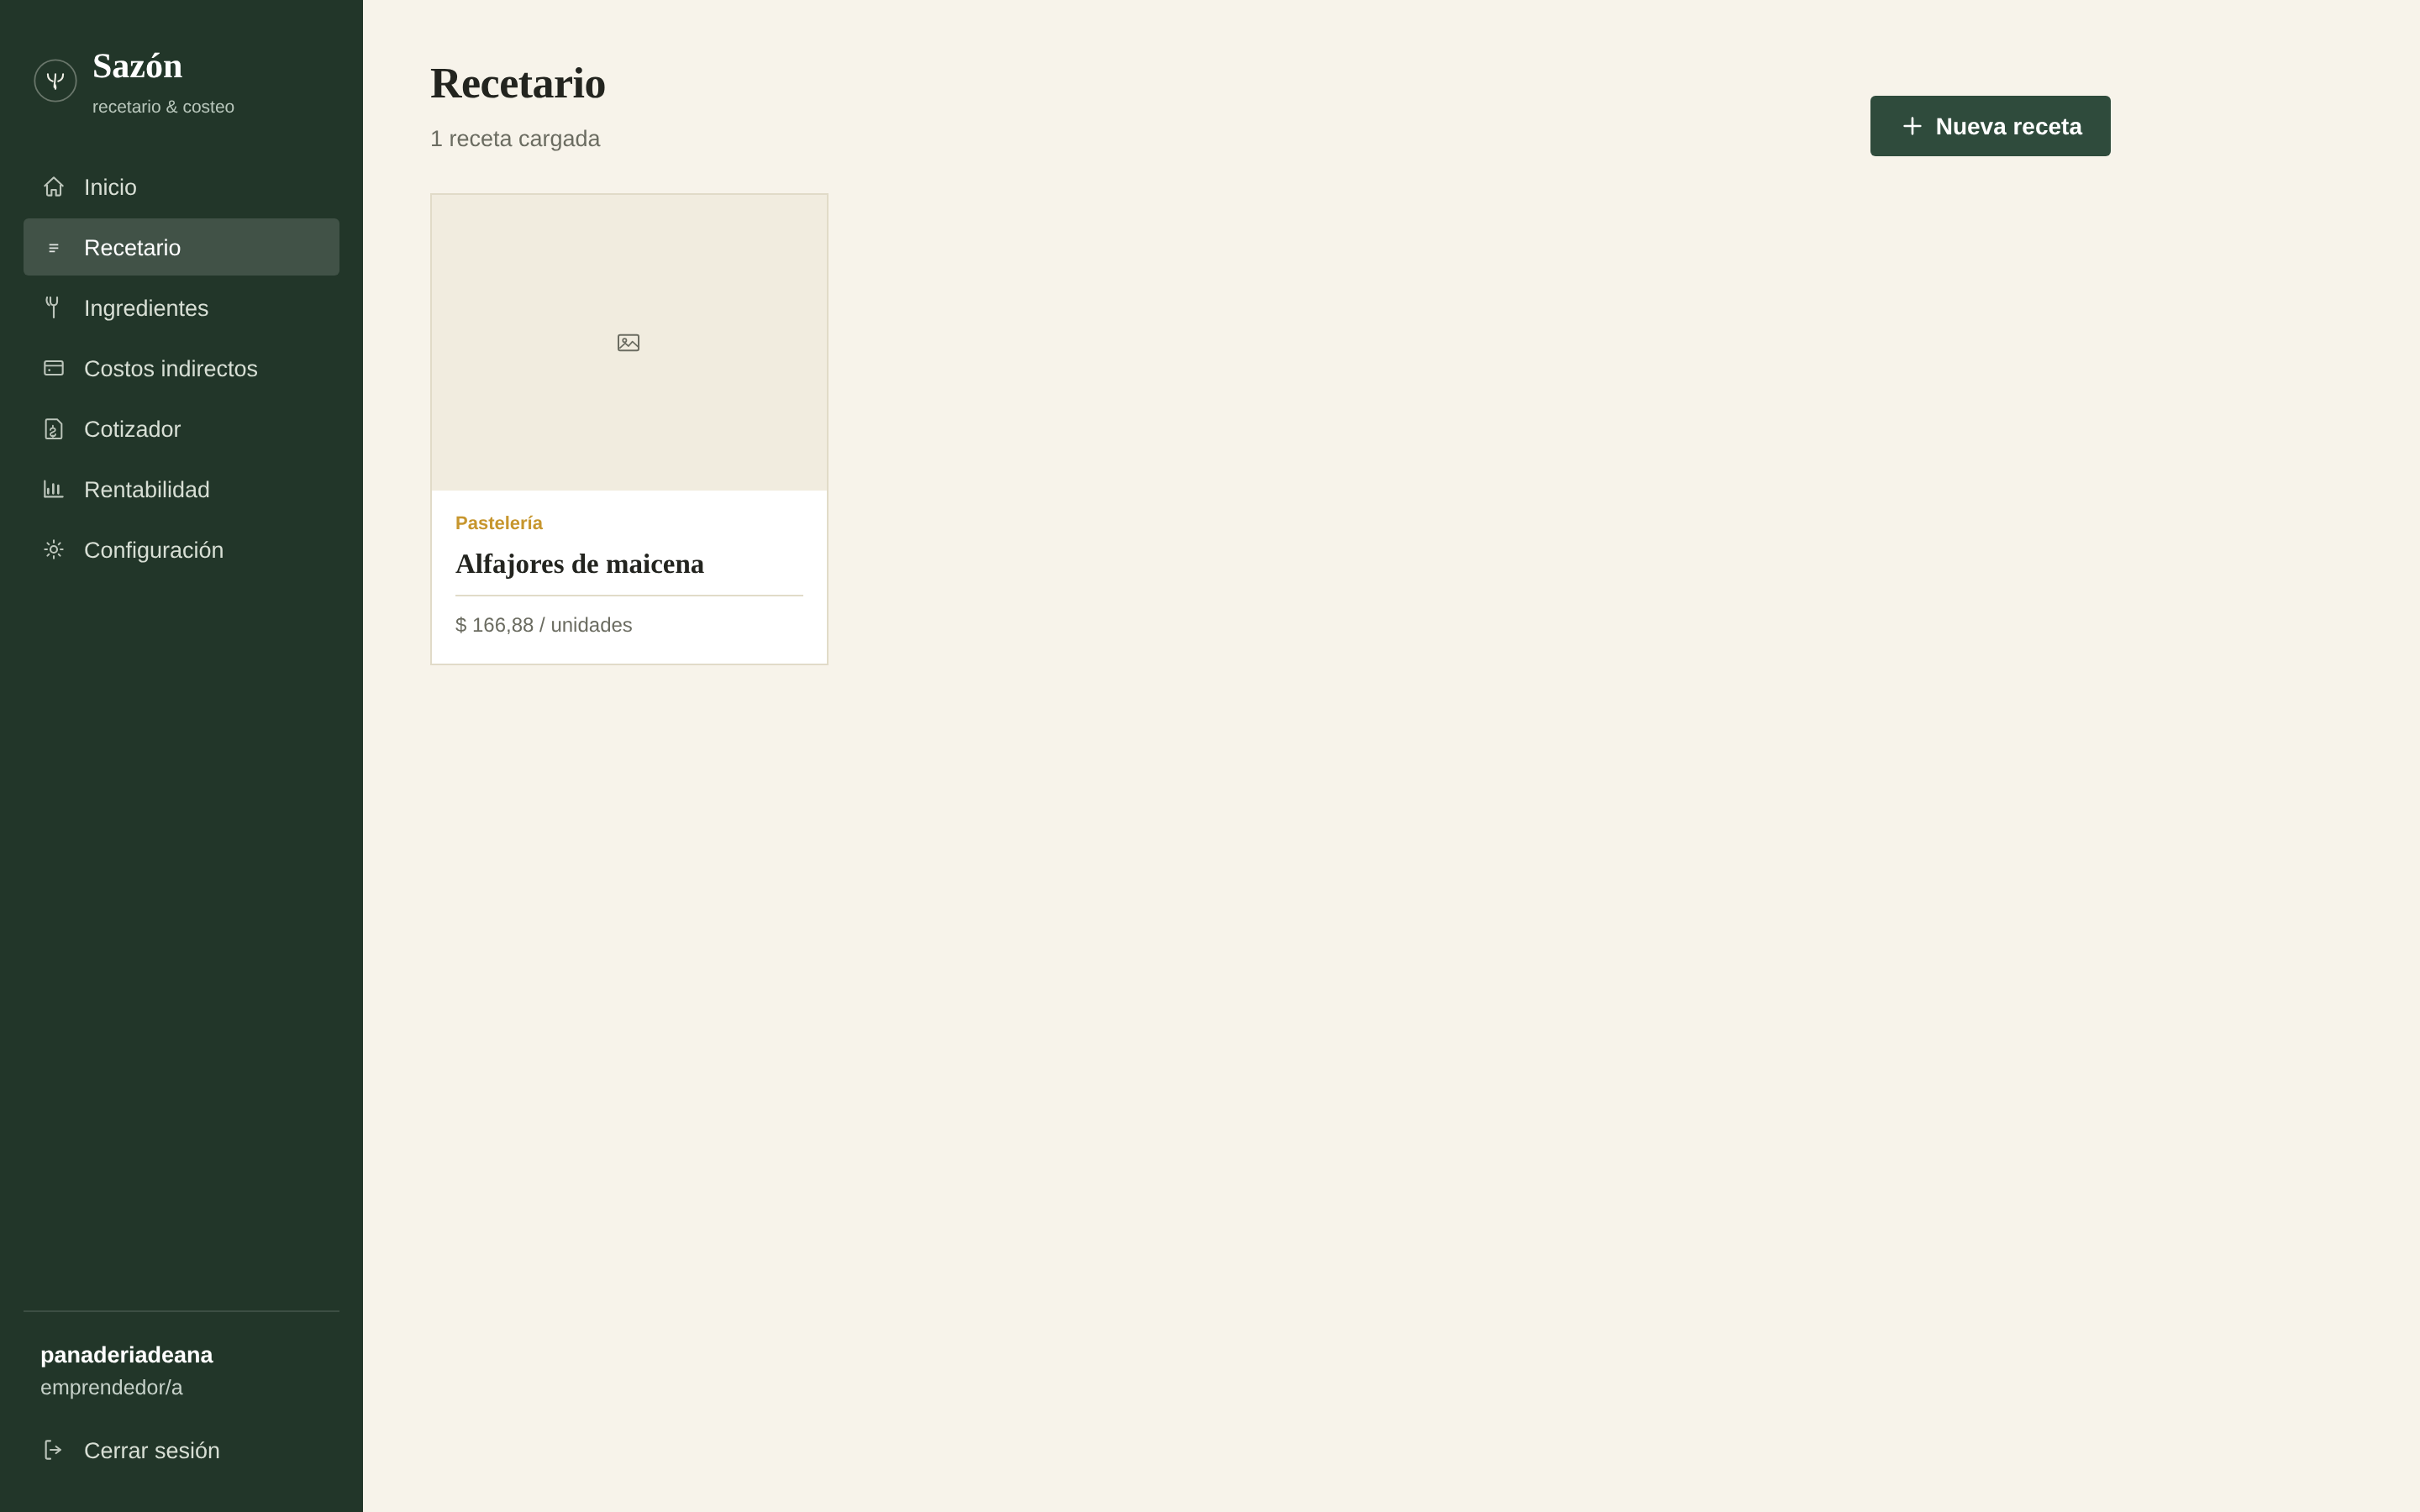 Sazón
recetario & costeo
Inicio
Recetario
Ingredientes
Costos indirectos
Cotizador
Rentabilidad
Configuración
panaderiadeana
emprendedor/a
Cerrar sesión
Recetario
1 receta cargada
Nueva receta
Pastelería
Alfajores de maicena
$ 166,88 / unidades